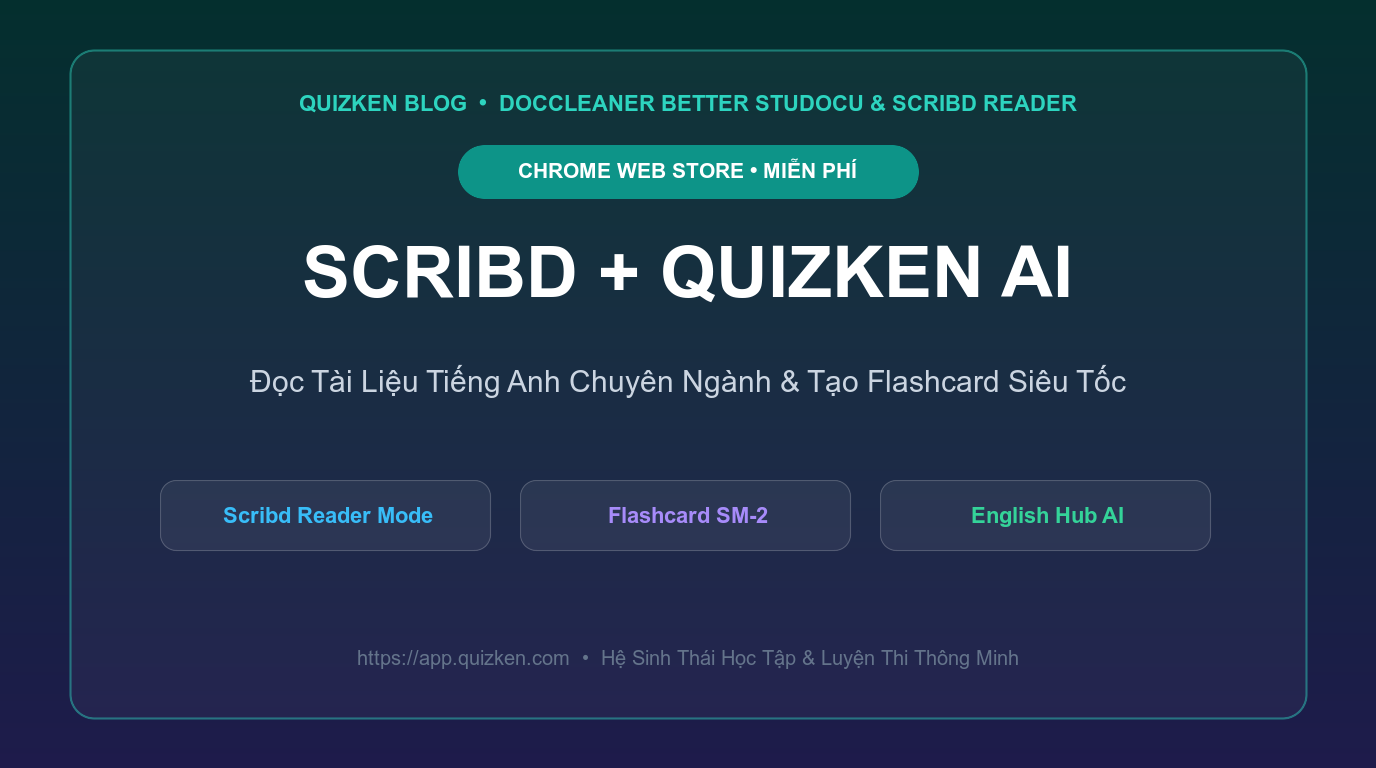 QUIZKEN BLOG • DOCCLEANER BETTER STUDOCU & SCRIBD READER
CHROME WEB STORE • MIỄN PHÍ
SCRIBD + QUIZKEN AI
Đọc Tài Liệu Tiếng Anh Chuyên Ngành & Tạo Flashcard Siêu Tốc
Scribd Reader Mode
Flashcard SM-2
English Hub AI
https://app.quizken.com • Hệ Sinh Thái Học Tập & Luyện Thi Thông Minh